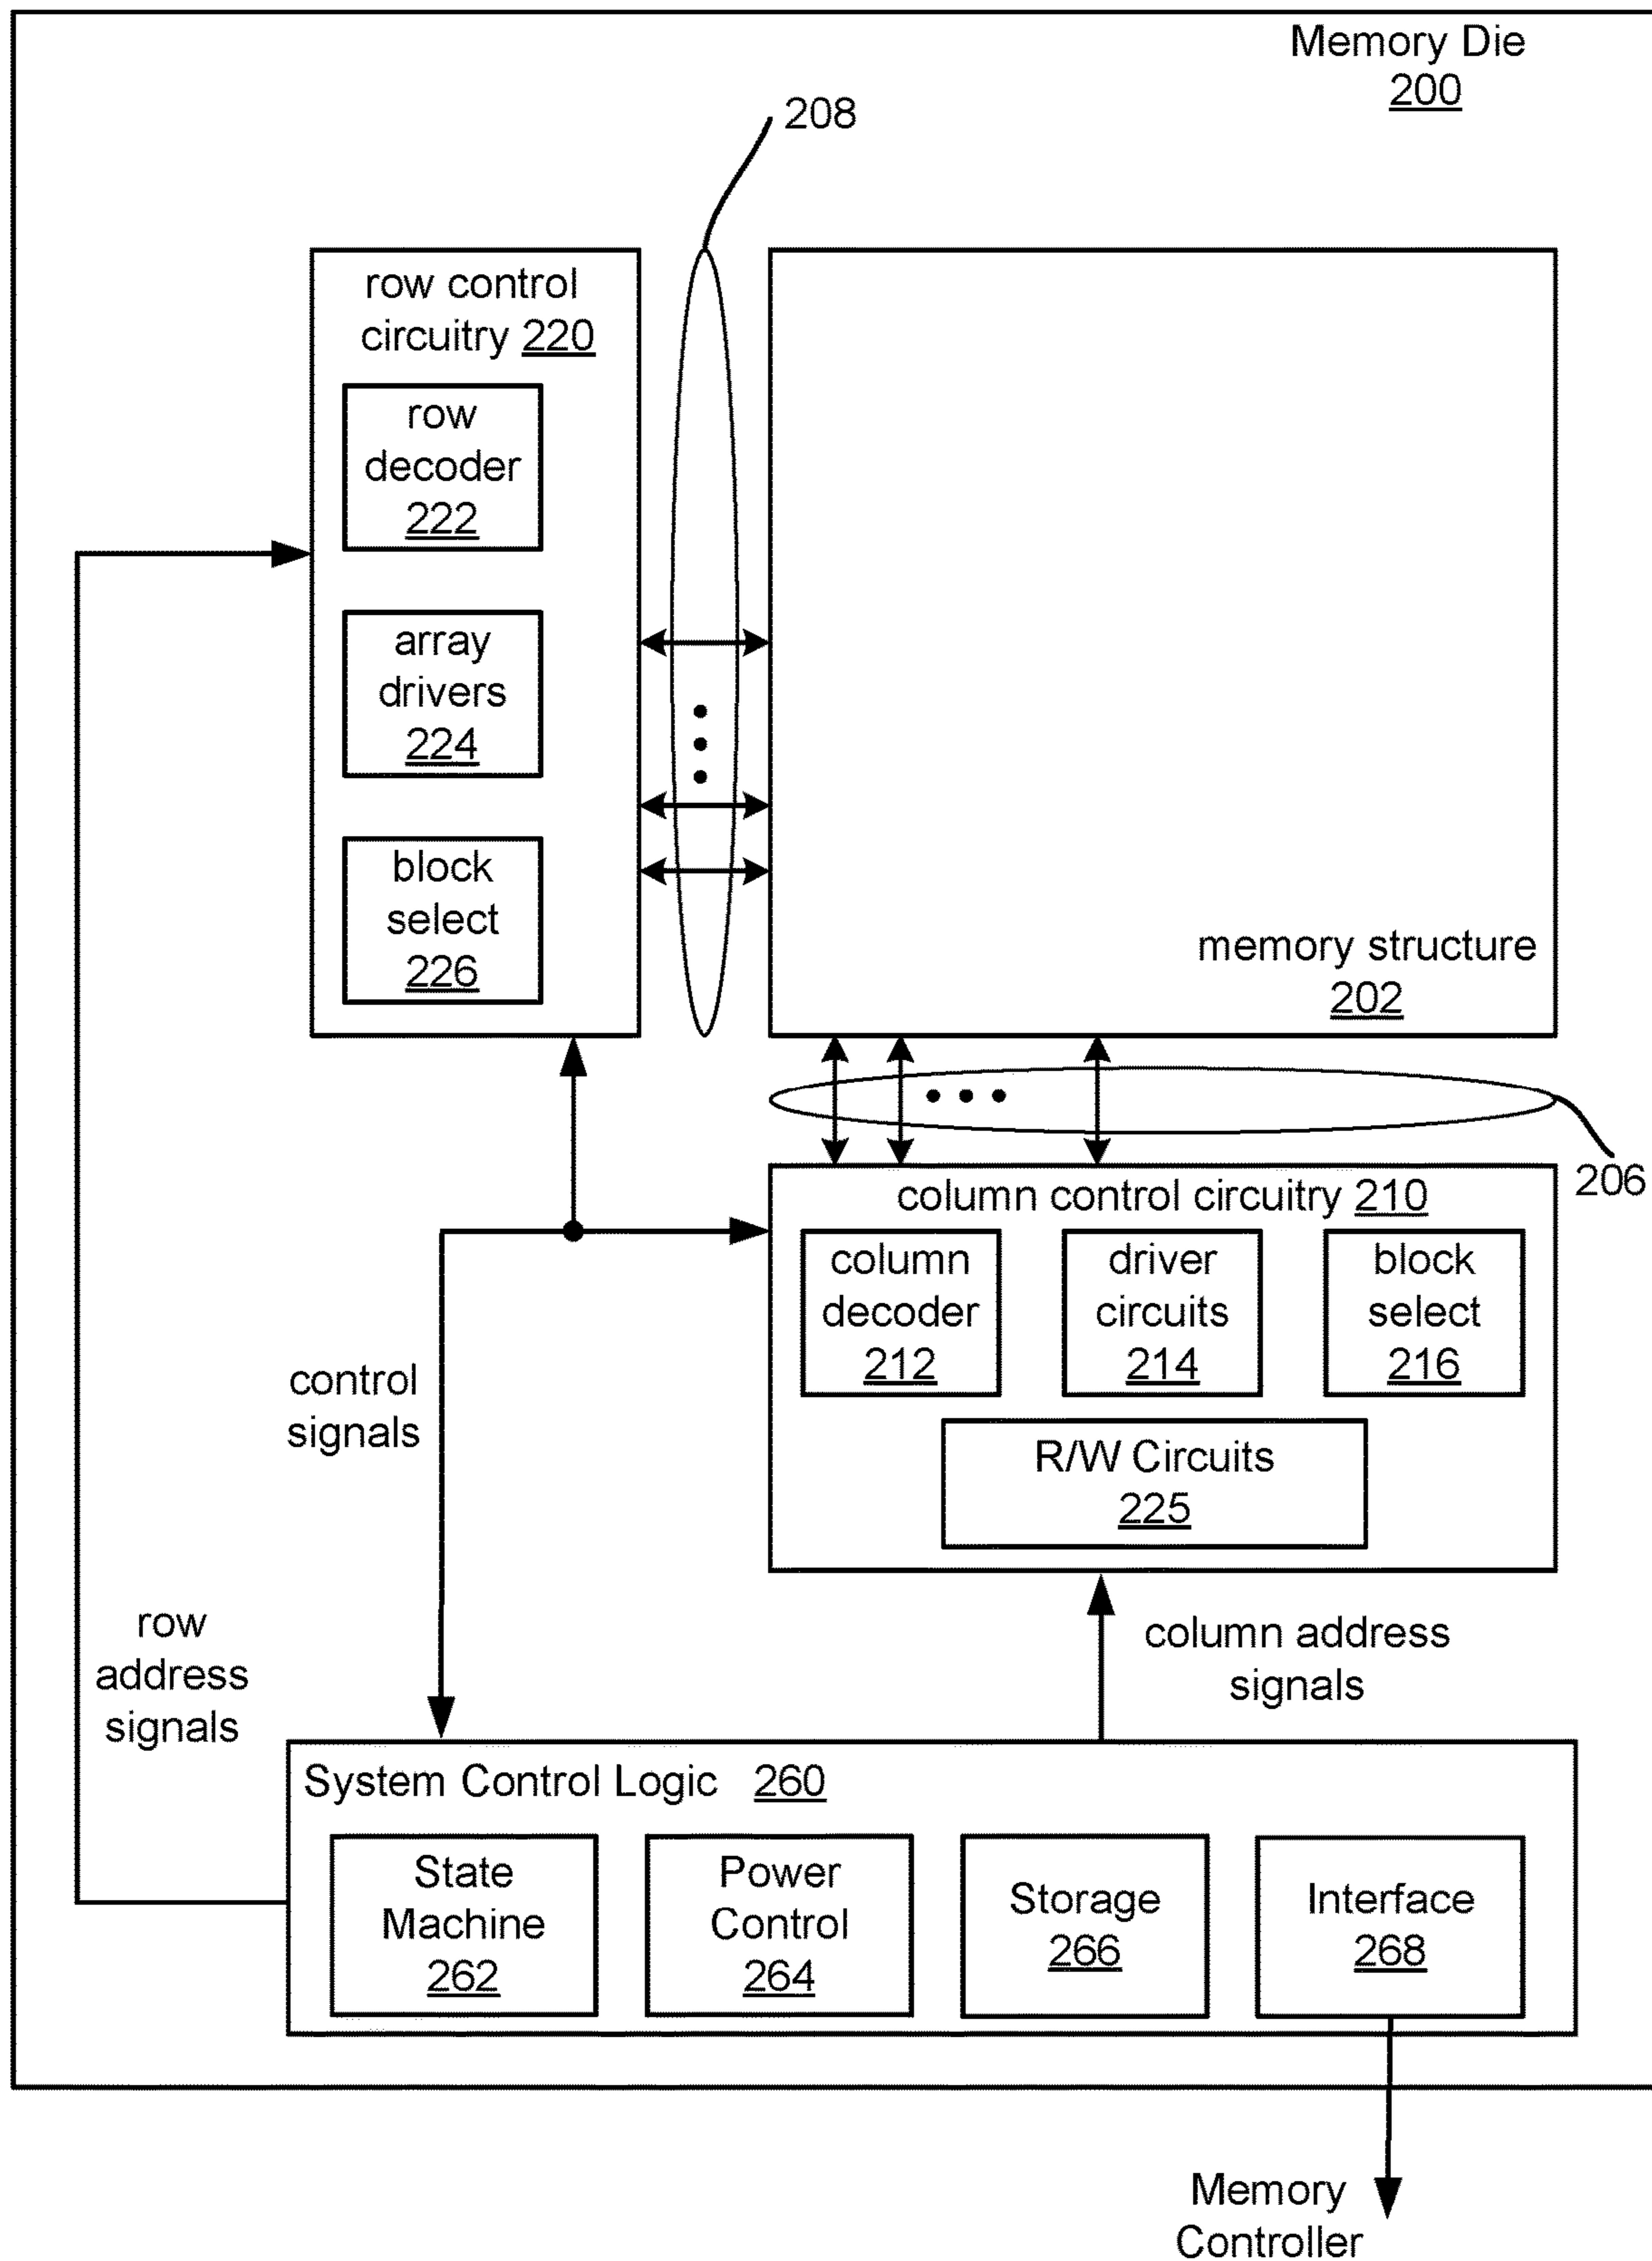 Memory Die
200
208
row control
circuitry 220
row
decoder
222
array
drivers
224
block
select
226
memory structure
202
206
column control circuitry 210
column
decoder
212
driver
circuits
214
block
select
216
R/W Circuits
225
control
signals
row
address
signals
column address
signals
System Control Logic 260
State
Machine
262
Power
Control
264
Storage
266
Interface
268
Memory
Controller